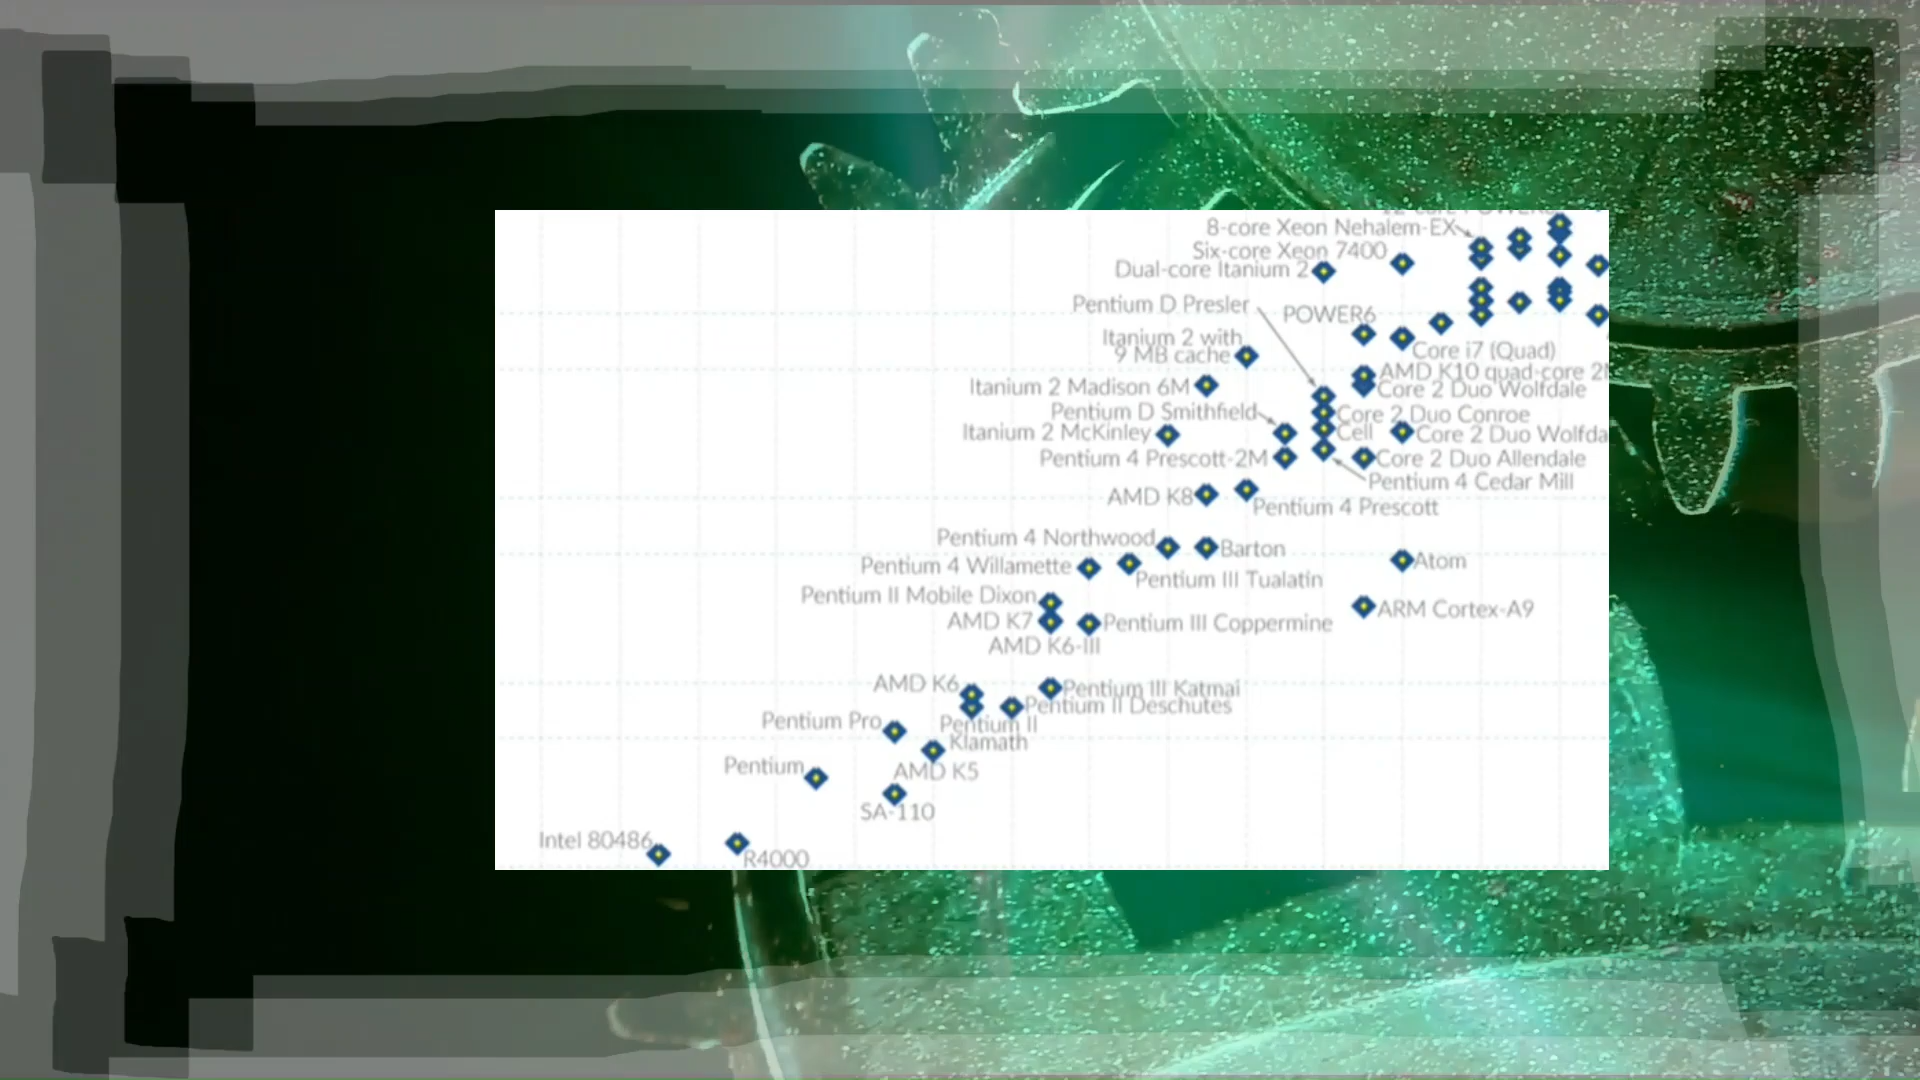 8-core Xeon Nehalem-EX
Six-core Xeon 7400
Dual-core Itanium 2
Pentium D Presler
POWER6
Itanium 2 with
9 MB cache
Core i7 (Quad)
AMD K10 quad-core
Itanium 2 Madison 6M
Core 2 Duo Wolfdale
Pentium D Smithfield
Core 2 Duo Conroe
Itanium 2 McKinley
Cell
Core 2 Duo Wolfda
Pentium 4 Prescott-2M
Core 2 Duo Allendale
Pentium 4 Cedar Mill
AMD K8
Pentium 4 Prescott
Pentium 4 Northwood
Barton
Atom
Pentium 4 Willamette
Pentium III Tualatin
Pentium II Mobile Dixon
ARM Cortex-A9
AMD K7
Pentium III Coppermine
AMD K6-III
AMD K6
Pentium III Katmai
Pentium II Deschutes
Pentium Pro
Pentium II
Klamath
Pentium
AMD K5
SA-110
Intel 80486
R4000